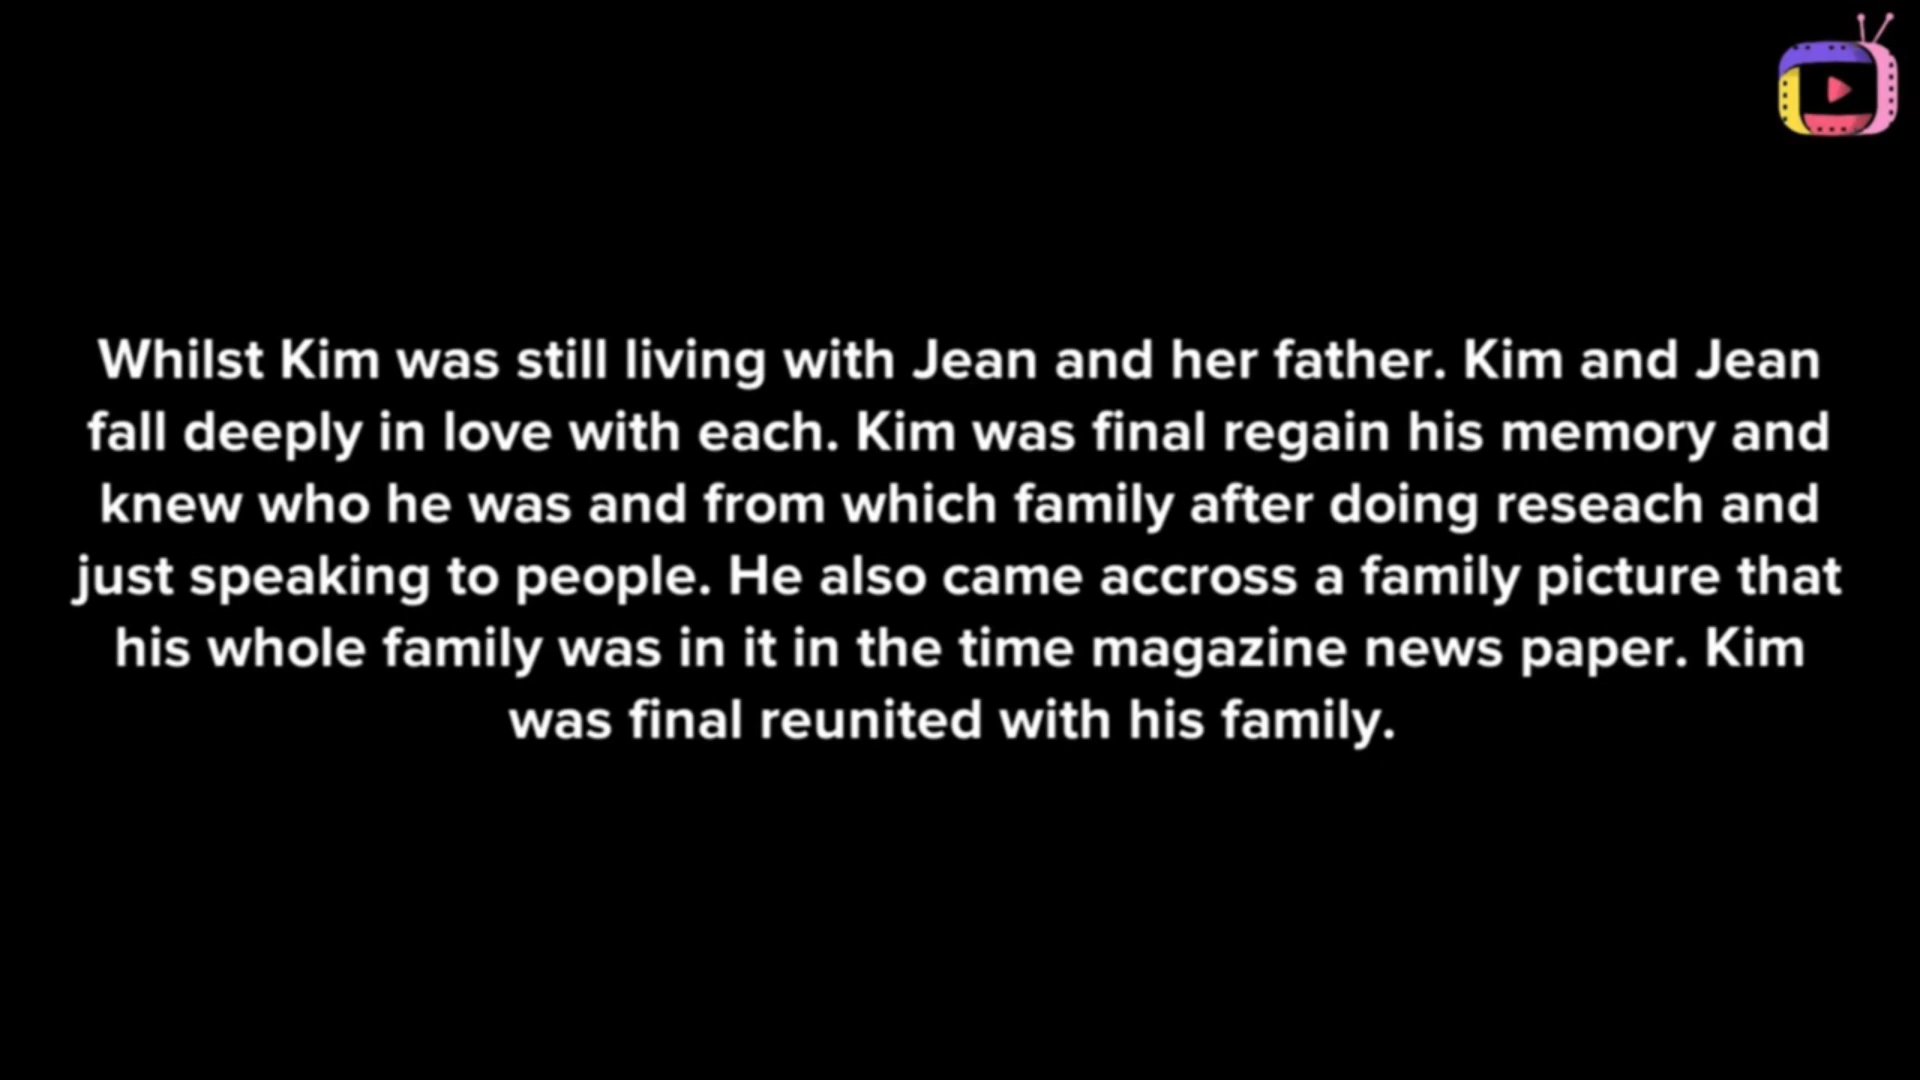 Whilst Kim was still living with Jean and her father. Kim and Jean
fall deeply in love with each. Kim was final regain his memory and
knew who he was and from which family after doing reseach and
just speaking to people. He also came accross a family picture that
his whole family was in it in the time magazine news paper. Kim
was final reunited with his family.